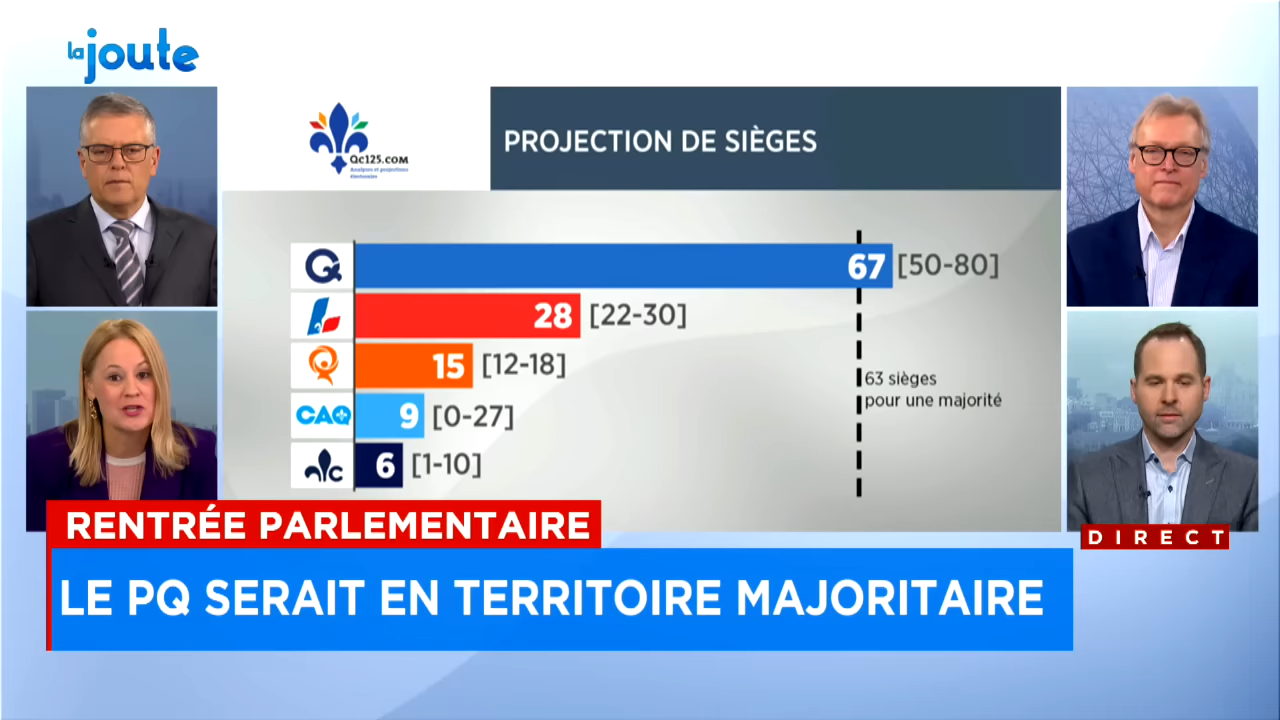 la joute
Qc125.com
Analyses et projections
électorales
PROJECTION DE SIÈGES
67 [50-80]
28 [22-30]
15 [12-18]
63 sièges
pour une majorité
CAQ 9 [0-27]
C 6 [1-10]
RENTRÉE PARLEMENTAIRE
DIRECT
LE PQ SERAIT EN TERRITOIRE MAJORITAIRE